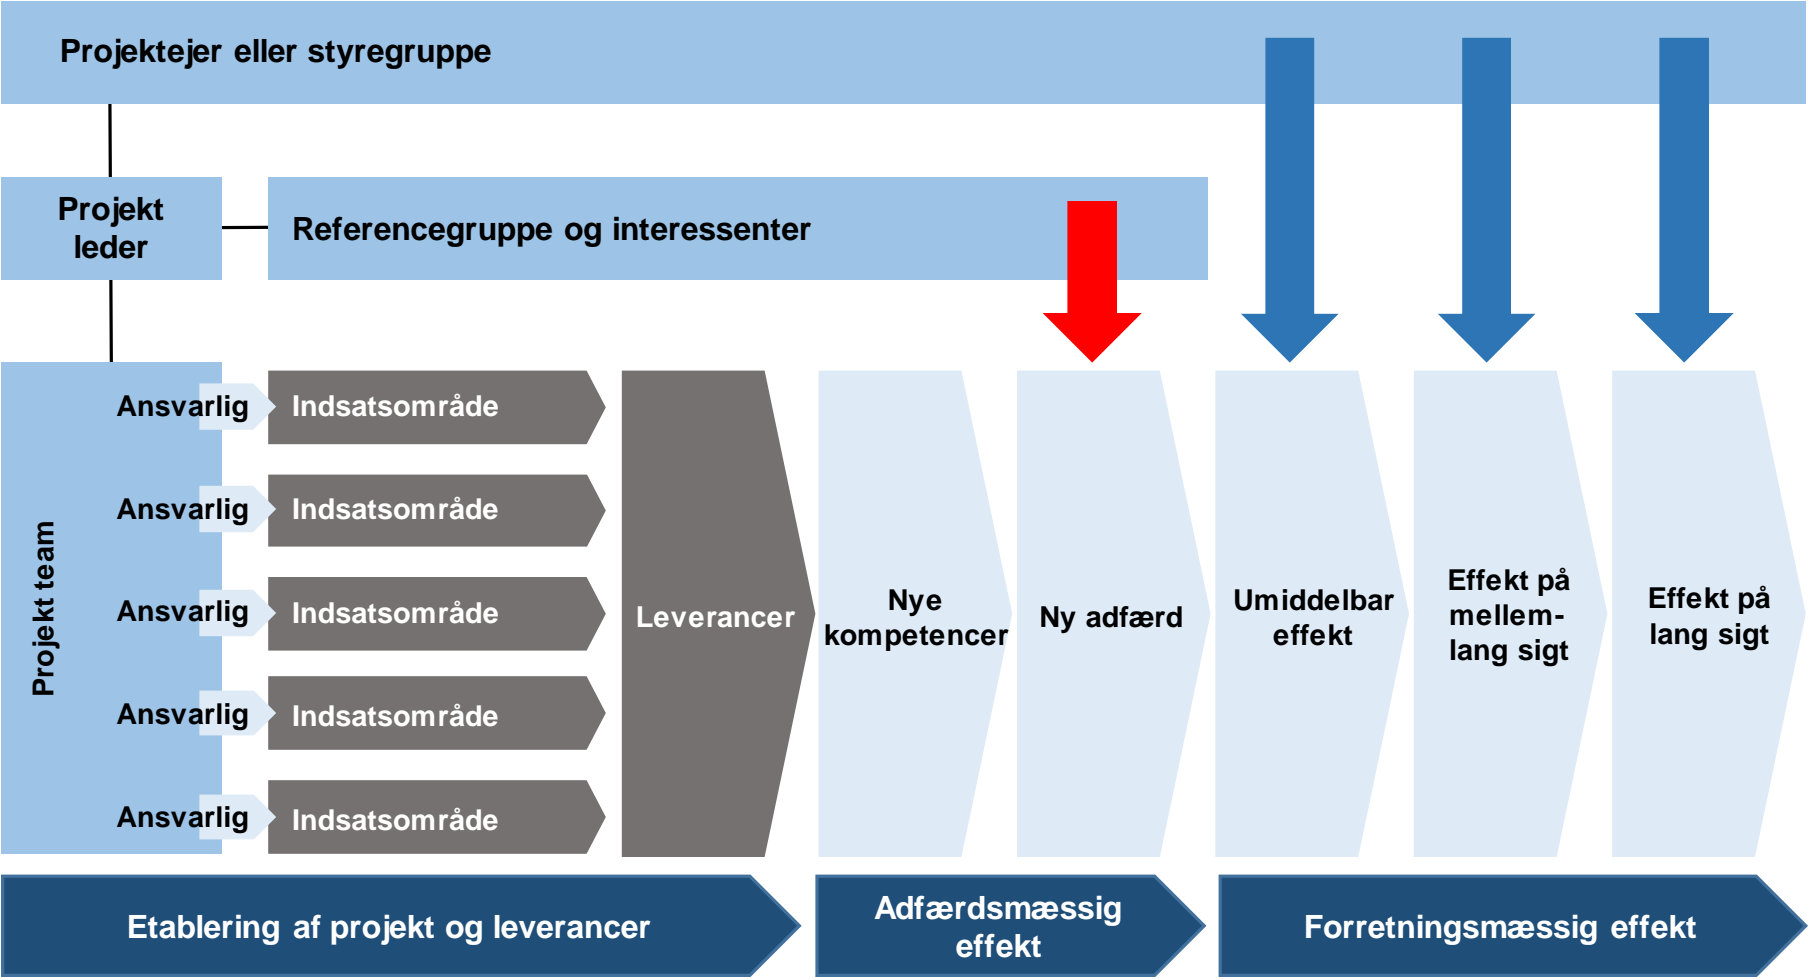 Projektejer eller styregruppe
Projekt
leder
Referencegruppe og interessenter
Projekt team
Ansvarlig
Indsatsområde
Ansvarlig
Indsatsområde
Ansvarlig
Indsatsområde
Ansvarlig
Indsatsområde
Ansvarlig
Indsatsområde
Leverancer
Nye
kompetencer
Ny adfærd
Umiddelbar
effekt
Effekt på
mellem-
lang sigt
Effekt på
lang sigt
Etablering af projekt og leverancer
Adfærdsmæssig
effekt
Forretningsmæssig effekt